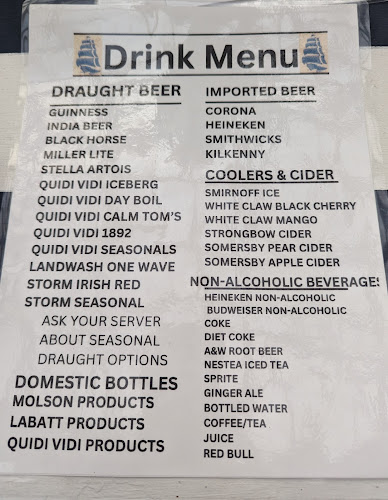 Drink Menu
DRAUGHT BEER
GUINNESS
INDIA BEER
BLACK HORSE
MILLER LITE
STELLA ARTOIS
QUIDI VIDI ICEBERG
QUIDI VIDI DAY BOIL
QUIDI VIDI CALM TOM'S
QUIDI VIDI 1892
QUIDI VIDI SEASONALS
LANDWASH ONE WAVE
STORM IRISH RED
STORM SEASONAL
ASK YOUR SERVER
ABOUT SEASONAL
DRAUGHT OPTIONS
DOMESTIC BOTTLES
MOLSON PRODUCTS
LABATT PRODUCTS
QUIDI VIDI PRODUCTS
IMPORTED BEER
CORONA
HEINEKEN
SMITHWICKS
KILKENNY
COOLERS & CIDER
SMIRNOFF ICE
WHITE CLAW BLACK CHERRY
WHITE CLAW MANGO
STRONGBOW CIDER
SOMERSBY PEAR CIDER
SOMERSBY APPLE CIDER
NON-ALCOHOLIC BEVERAGES
HEINEKEN NON-ALCOHOLIC
BUDWEISER NON-ALCOHOLIC
COKE
DIET COKE
A&W ROOT BEER
NESTEA ICED TEA
SPRITE
GINGER ALE
BOTTLED WATER
COFFEE/TEA
JUICE
RED BULL